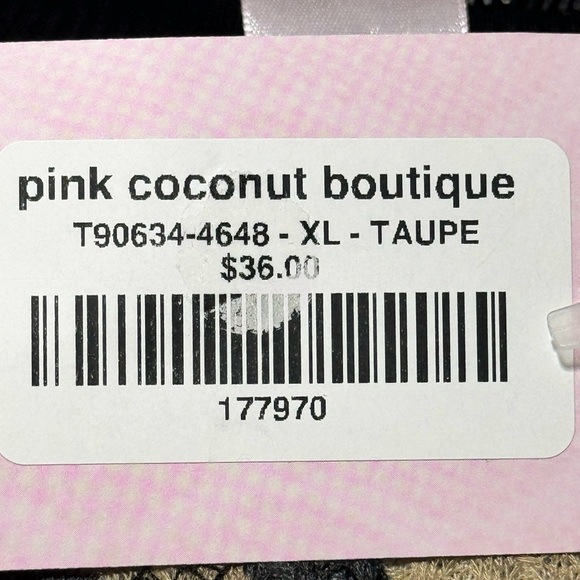 pink coconut boutique
T90634-4648 - XL - TAUPE
$36.00
177970